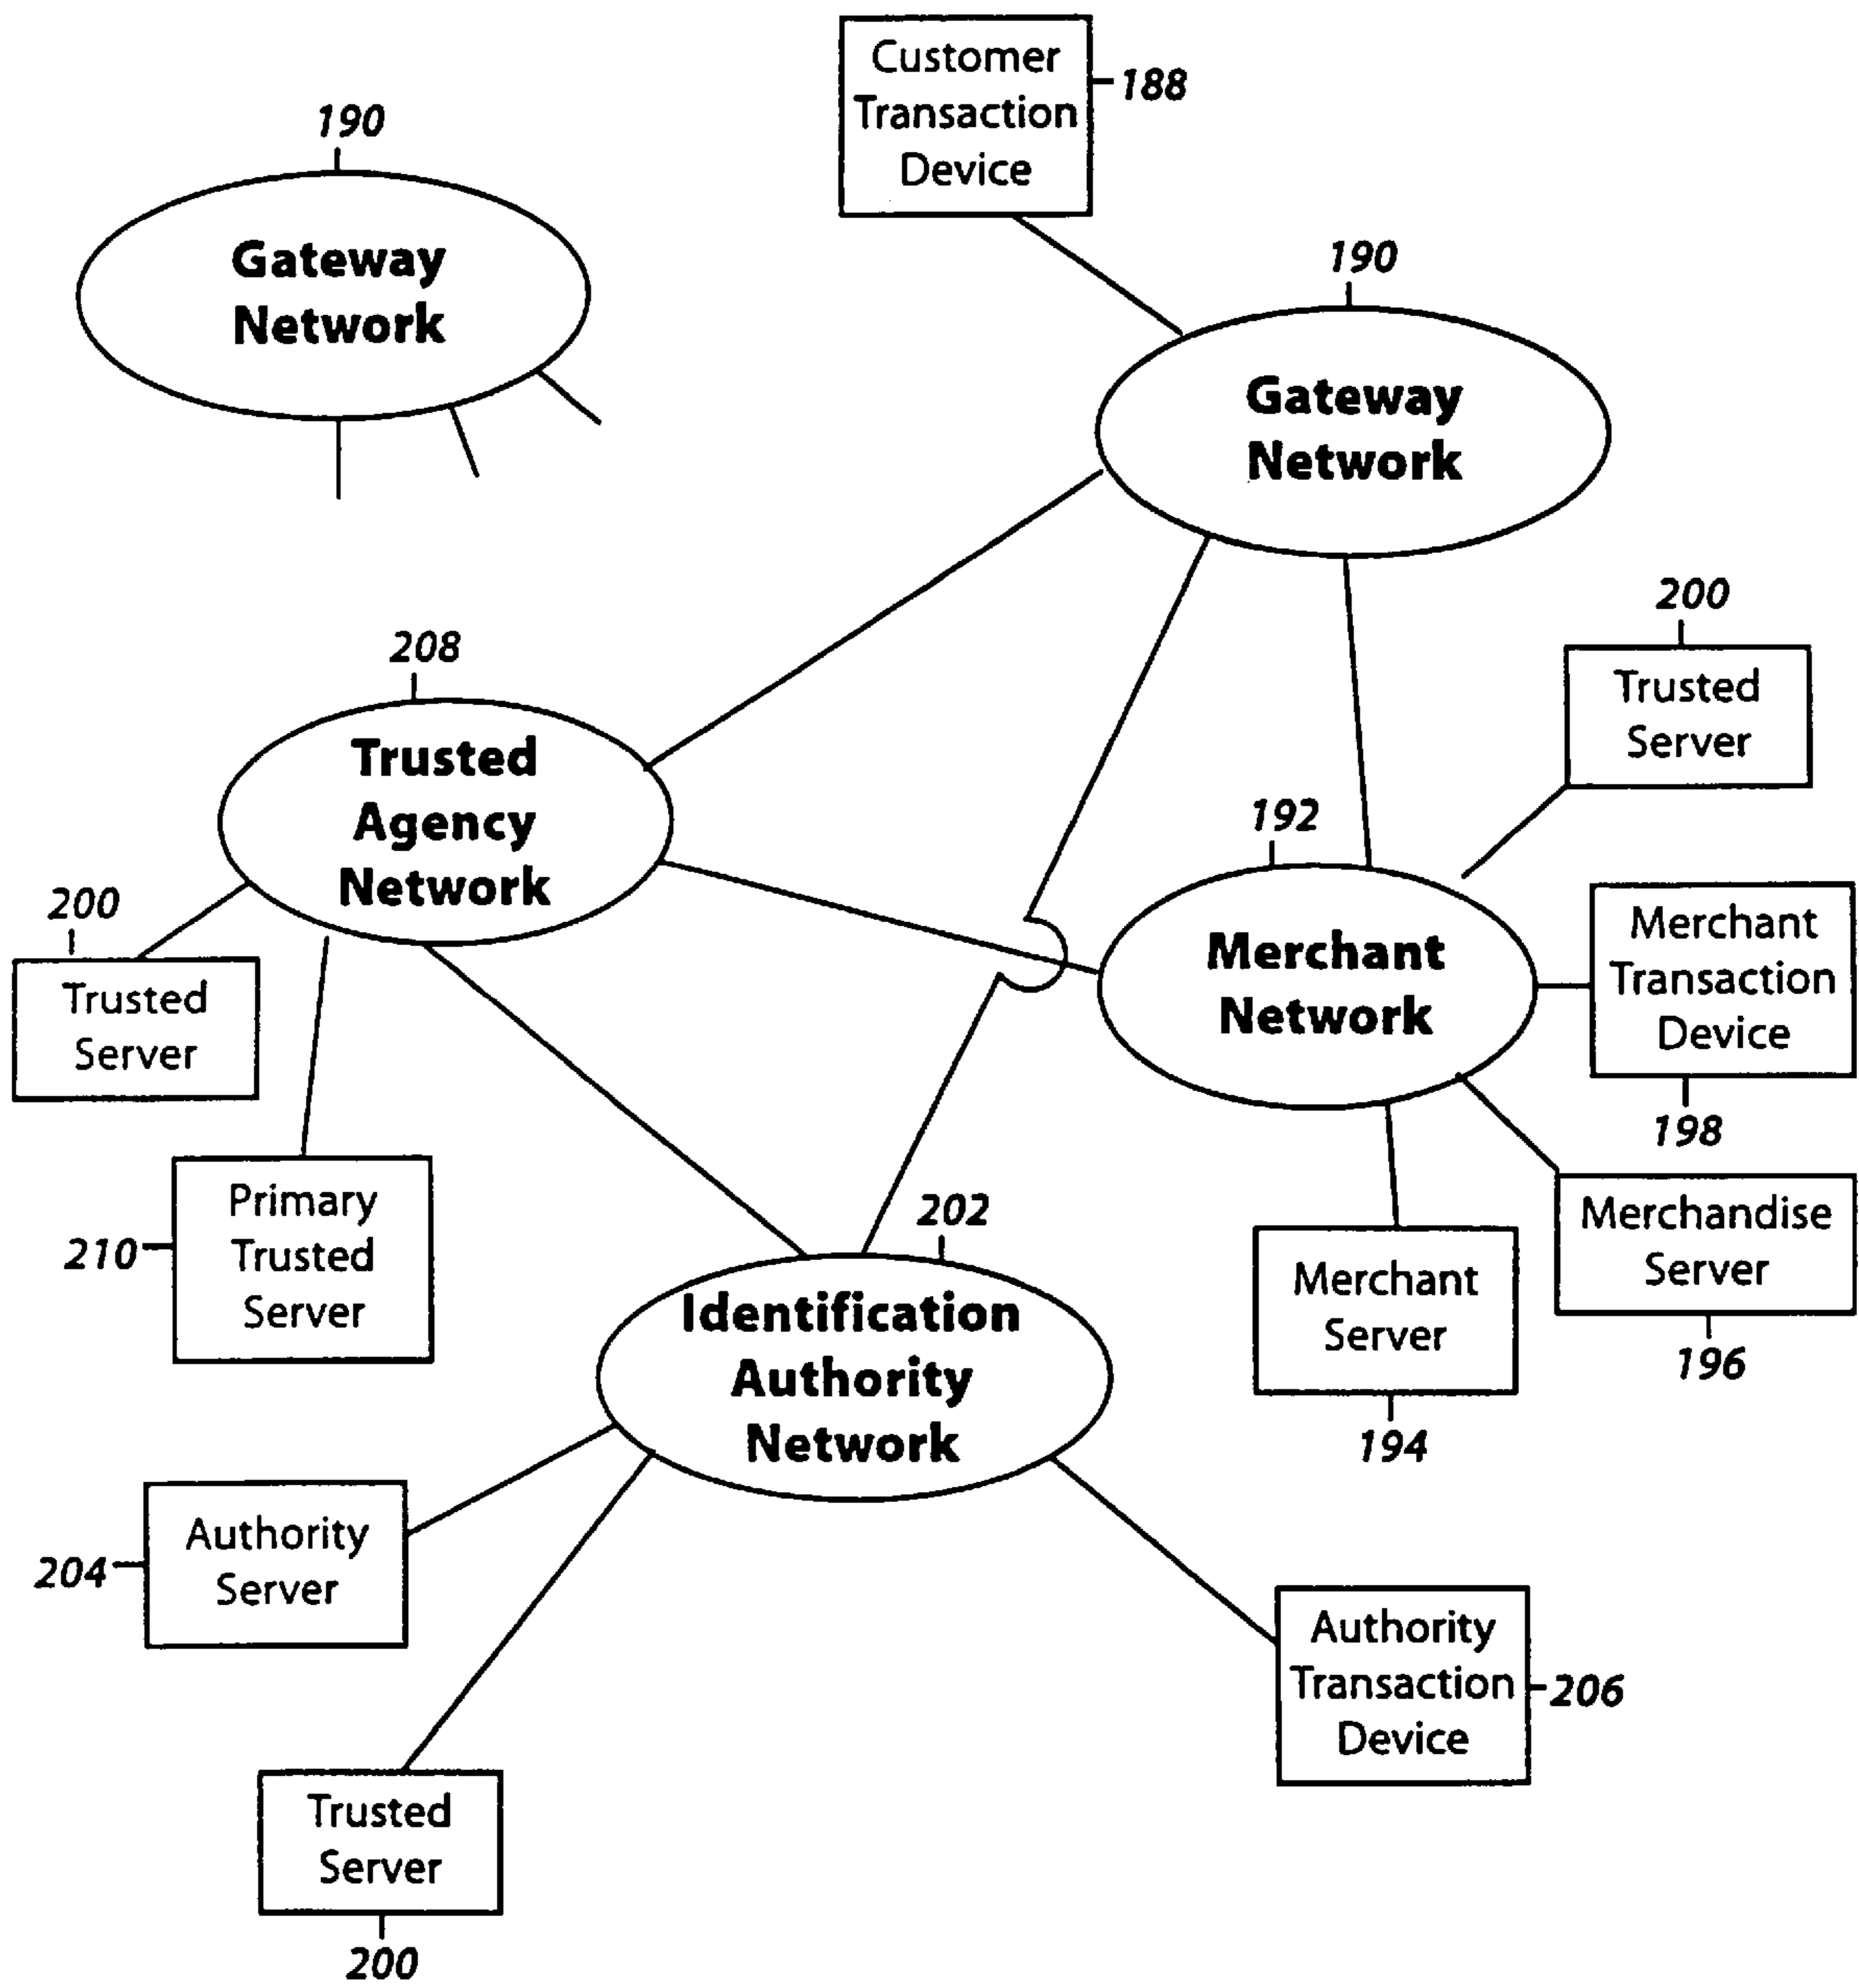 Customer
Transaction
Device
188
190
Gateway
Network
190
Gateway
Network
200
Trusted
Server
208
Trusted
Agency
Network
192
Merchant
Network
200
Trusted
Server
Merchant
Transaction
Device
198
210
Primary
Trusted
Server
202
Identification
Authority
Network
Merchandise
Server
196
Merchant
Server
194
204
Authority
Server
Authority
Transaction
Device
206
Trusted
Server
200